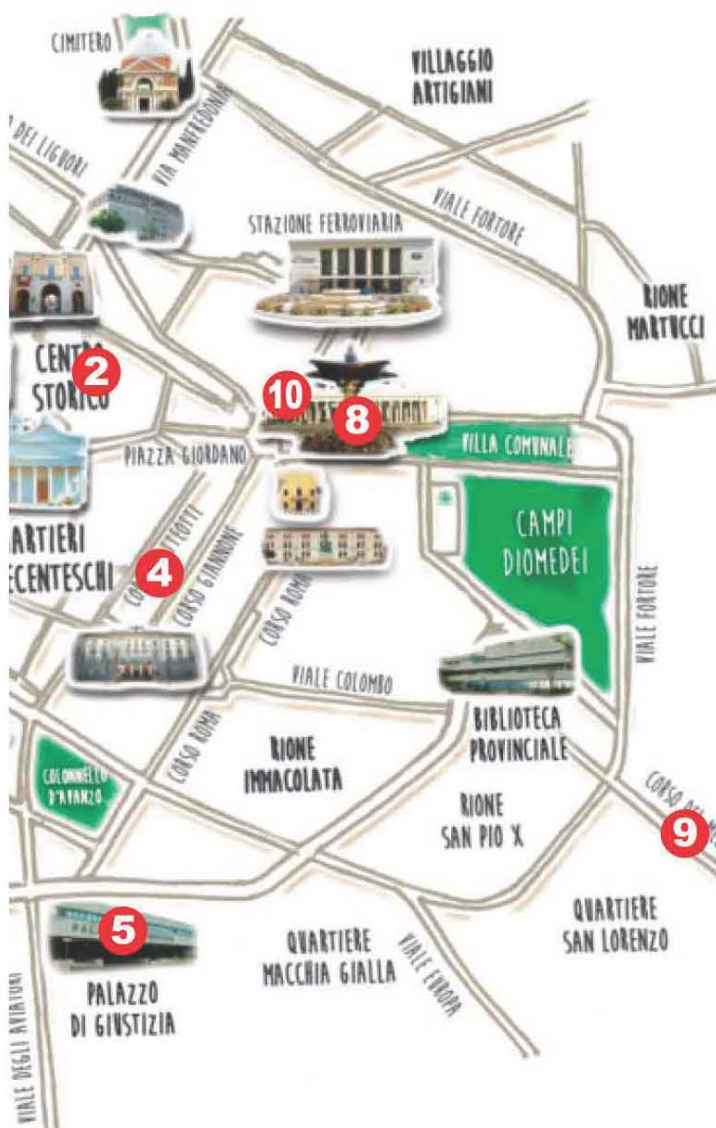 CIMITERO
VILLAGGIO
ARTIGIANI
DEI LIGUORI
VIA MANFREDONIA
STAZIONE FERROVIARIA
VIALE FORTORE
RIONE
MARTUCCI
CENTRO
2
STORICO
10
8
PIAZZA GIORDANO
VILLA COMUNALE
CAMPI
DIOMEDEI
ARTIERI
ECENTESCHI
4
CORSO GIANNONE
CORSO ROMA
VIALE FORTORE
VIALE COLOMBO
BIBLIOTECA
PROVINCIALE
CORSO ROMA
RIONE
IMMACOLATA
COLONNELLO
D'AVANZO
RIONE
SAN PIO X
CORSO
9
5
QUARTIERE
SAN LORENZO
QUARTIERE
MACCHIA GIALLA
VIALE EUROPA
PALAZZO
DI GIUSTIZIA
VIALE DEGLI AVIATORI